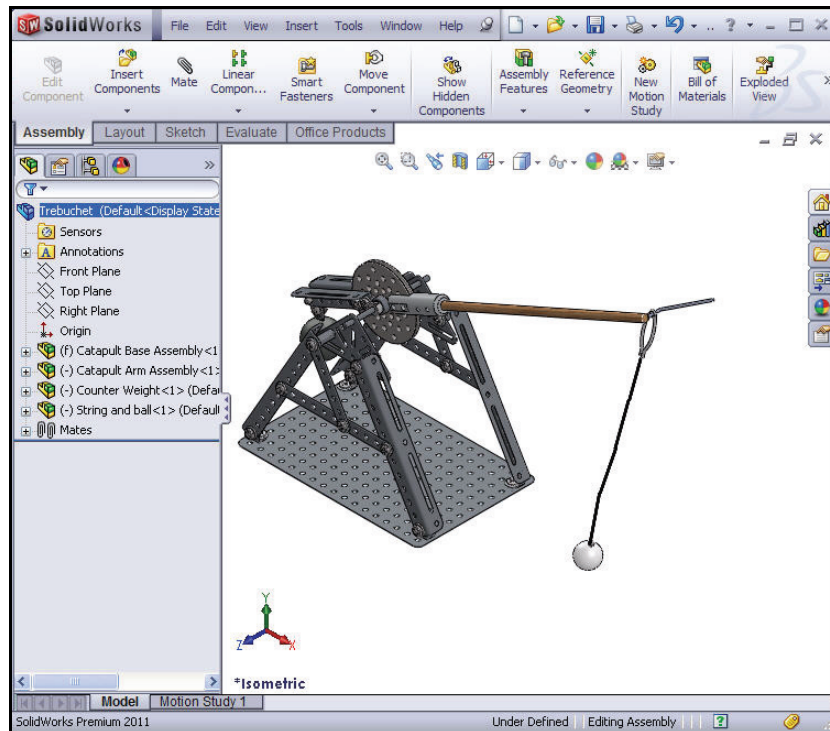 SolidWorks File Edit View Insert Tools Window Help
Edit Component
Insert Components
Mate
Linear Compon...
Smart Fasteners
Move Component
Show Hidden Components
Assembly Features
Reference Geometry
New Motion Study
Bill of Materials
Exploded View
Assembly Layout Sketch Evaluate Office Products
Trebuchet (Default<Display State
Sensors
Annotations
Front Plane
Top Plane
Right Plane
Origin
(f) Catapult Base Assembly<1
(-) Catapult Arm Assembly<1>
(-) Counter Weight<1> (Defau
(-) String and ball<1> (Default
Mates
Y
Z X
*Isometric
Model Motion Study 1
SolidWorks Premium 2011 Under Defined Editing Assembly